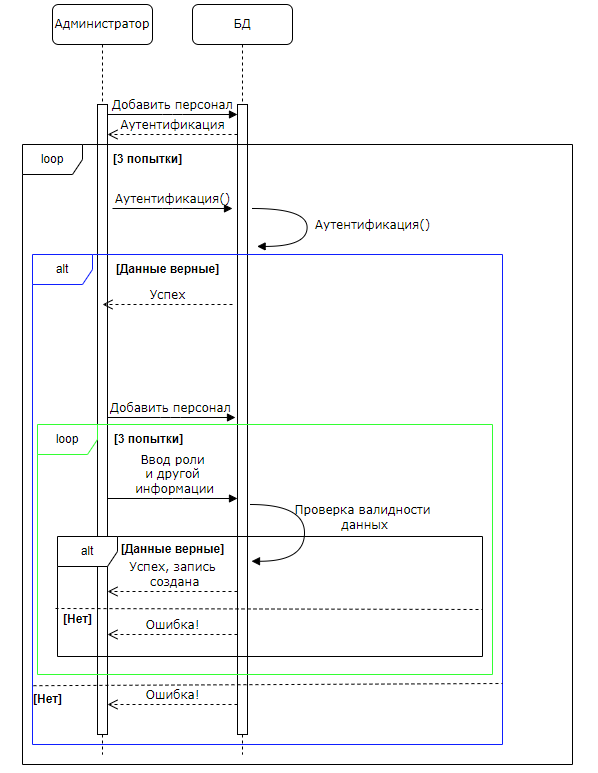 Администратор
БД
Добавить персонал
Аутентификация
loop
[3 попытки]
Аутентификация()
Аутентификация()
alt
[Данные верные]
Успех
Добавить персонал
loop
[3 попытки]
Ввод роли
и другой
информации
Проверка валидности
данных
alt
[Данные верные]
Успех, запись
создана
[Нет]
Ошибка!
[Нет]
Ошибка!